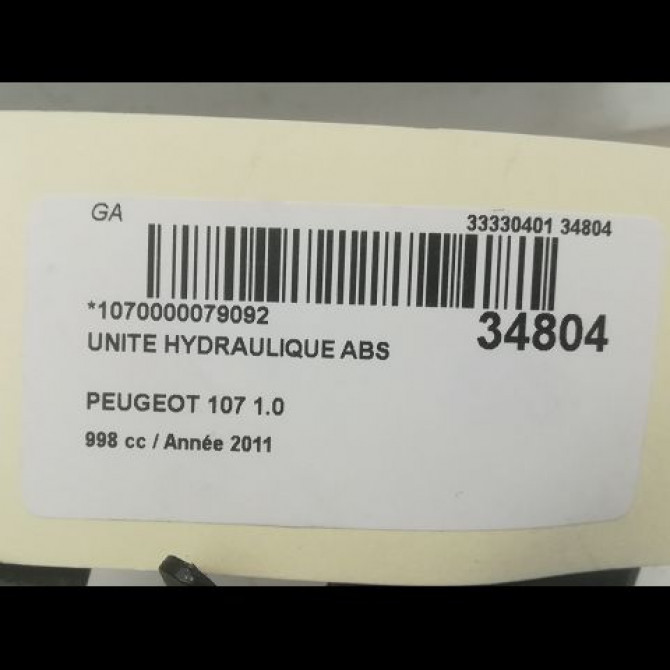 GA
33330401 34804
*1070000079092
34804
UNITE HYDRAULIQUE ABS
PEUGEOT 107 1.0
998 cc / Année 2011